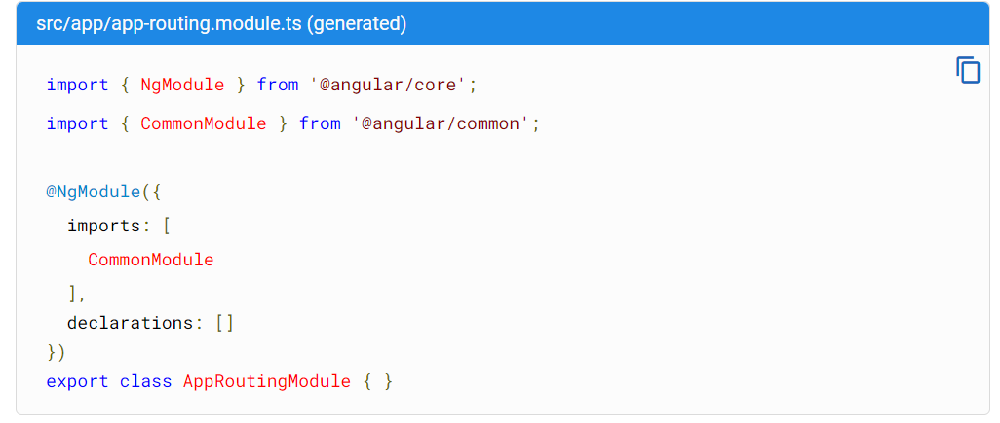 src/app/app-routing.module.ts (generated)
import { NgModule } from '@angular/core';
import { CommonModule } from '@angular/common';
@NgModule({
  imports: [
    CommonModule
  ],
  declarations: []
})
export class AppRoutingModule { }